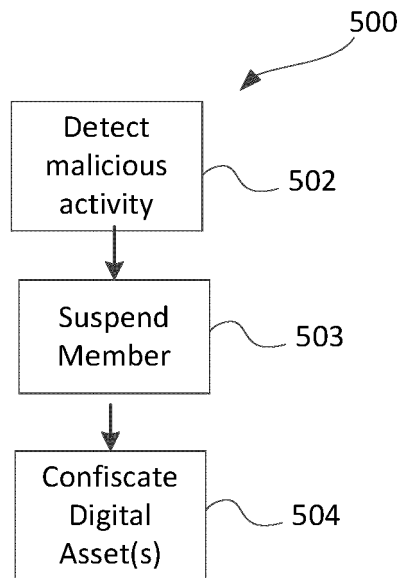 500
Detect
malicious
activity
502
Suspend
Member
503
Confiscate
Digital
Asset(s)
504